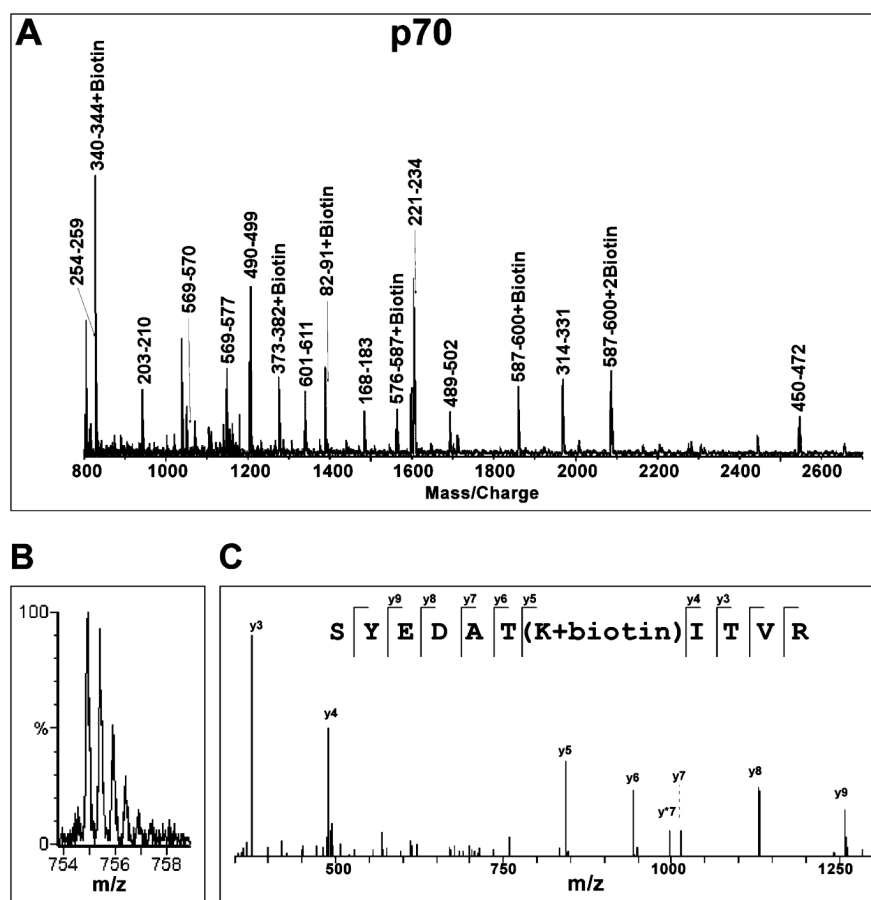 A
p70
254-259
340-344+Biotin
203-210
569-570
569-577
490-499
373-382+Biotin
601-611
82-91+Biotin
168-183
576-587+Biotin
221-234
489-502
587-600+Biotin
314-331
587-600+2Biotin
450-472
800 1000 1200 1400 1600 1800 2000 2200 2400 2600
Mass/Charge
B
100
%
0
754 756 758
m/z
C
y9 y8 y7 y6 y5 y4 y3
S Y E D A T (K+biotin) I T V R
y3
y4
y5
y6
y*7
y7
y8
y9
500 750 1000 1250
m/z